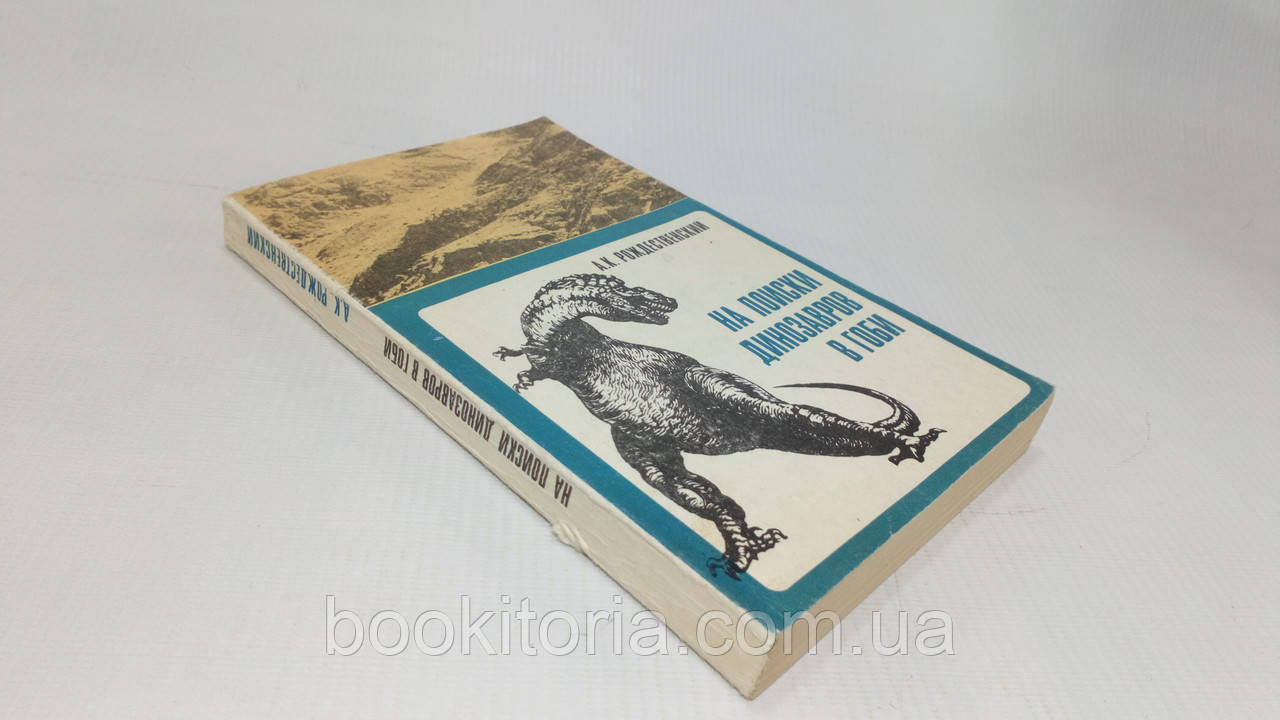 А.К. РОЖДЕСТВЕНСКИЙ
НА ПОИСКИ
ДИНОЗАВРОВ
В ГОБИ
НА ПОИСКИ ДИНОЗАВРОВ В ГОБИ
А.К. РОЖДЕСТВЕНСКИЙ
bookitoria.com.ua